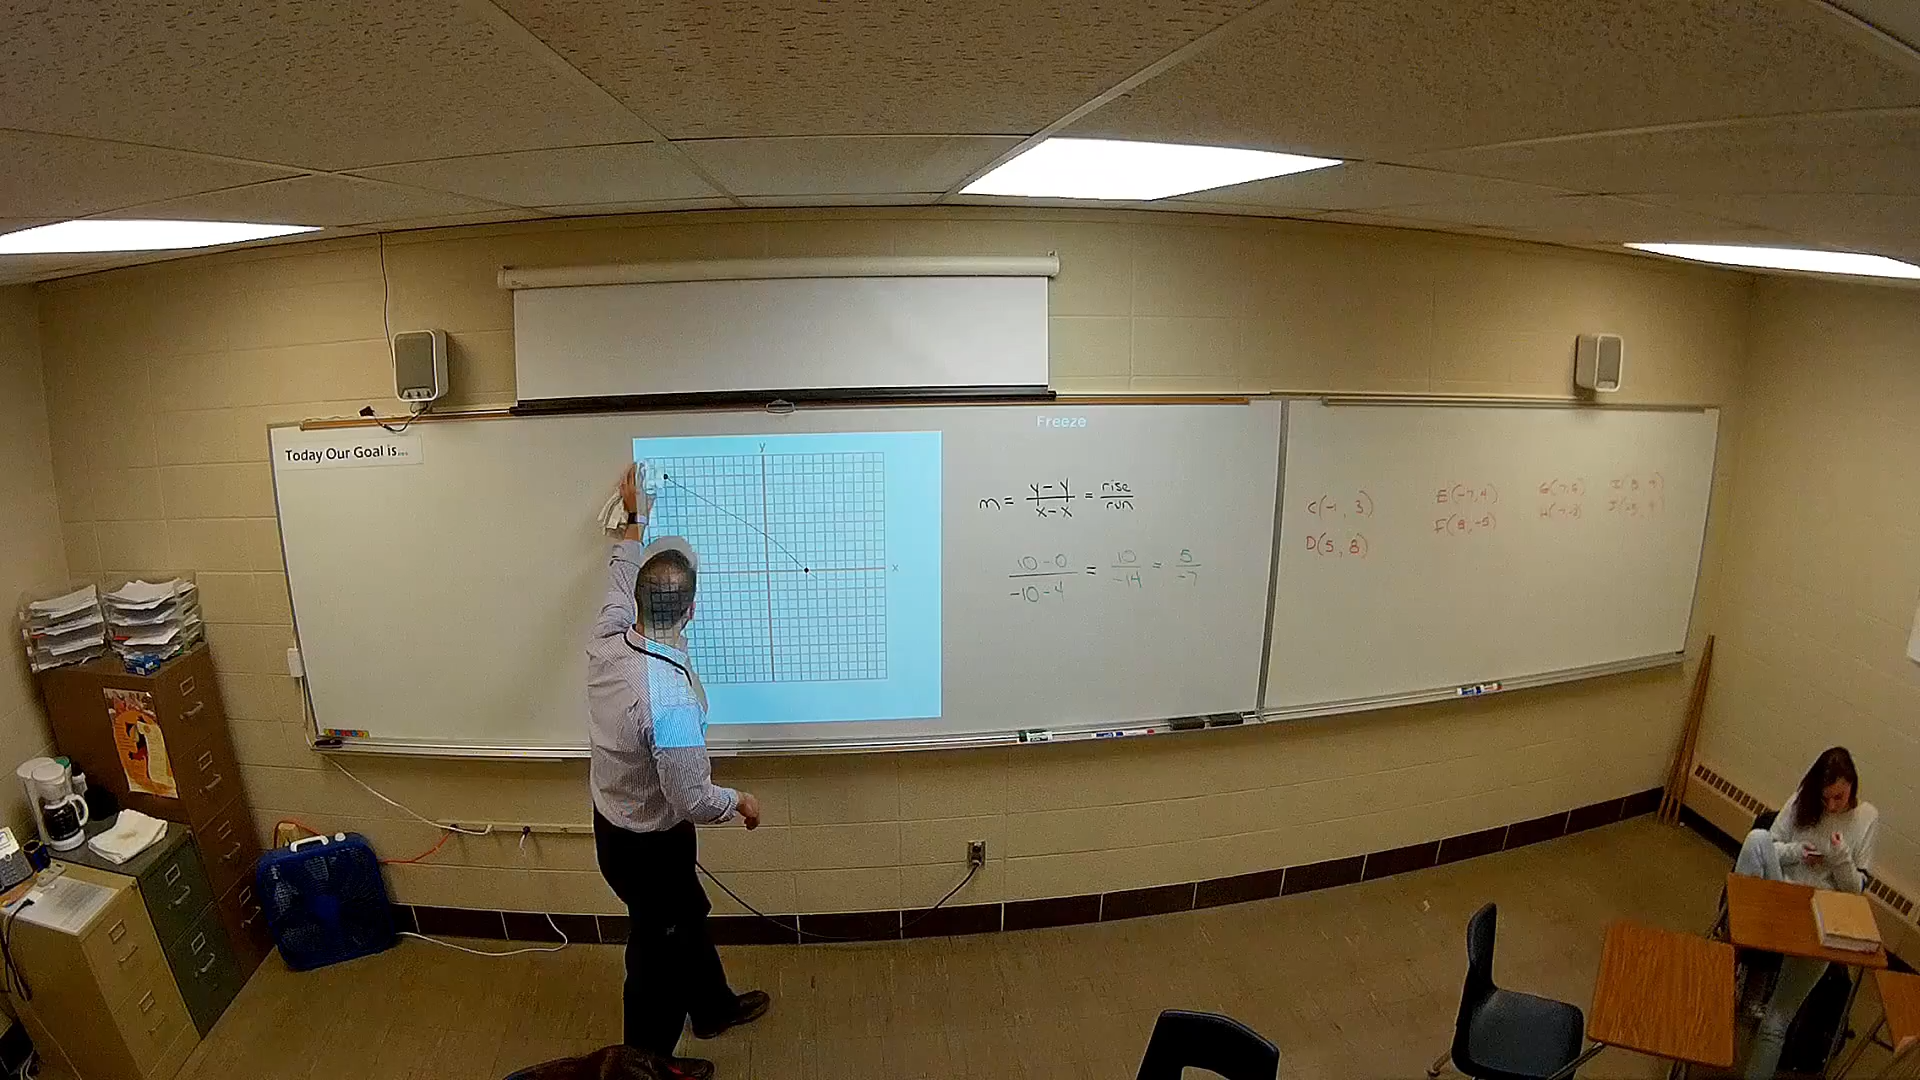 Today Our Goal is...
Freeze
y
x
m = y-y/x-x = rise/run
10-0/-10-4 = 10/-14 = 5/-7
C(-1, 3)
D(5, 8)
E(-7, 4)
F(8, -5)